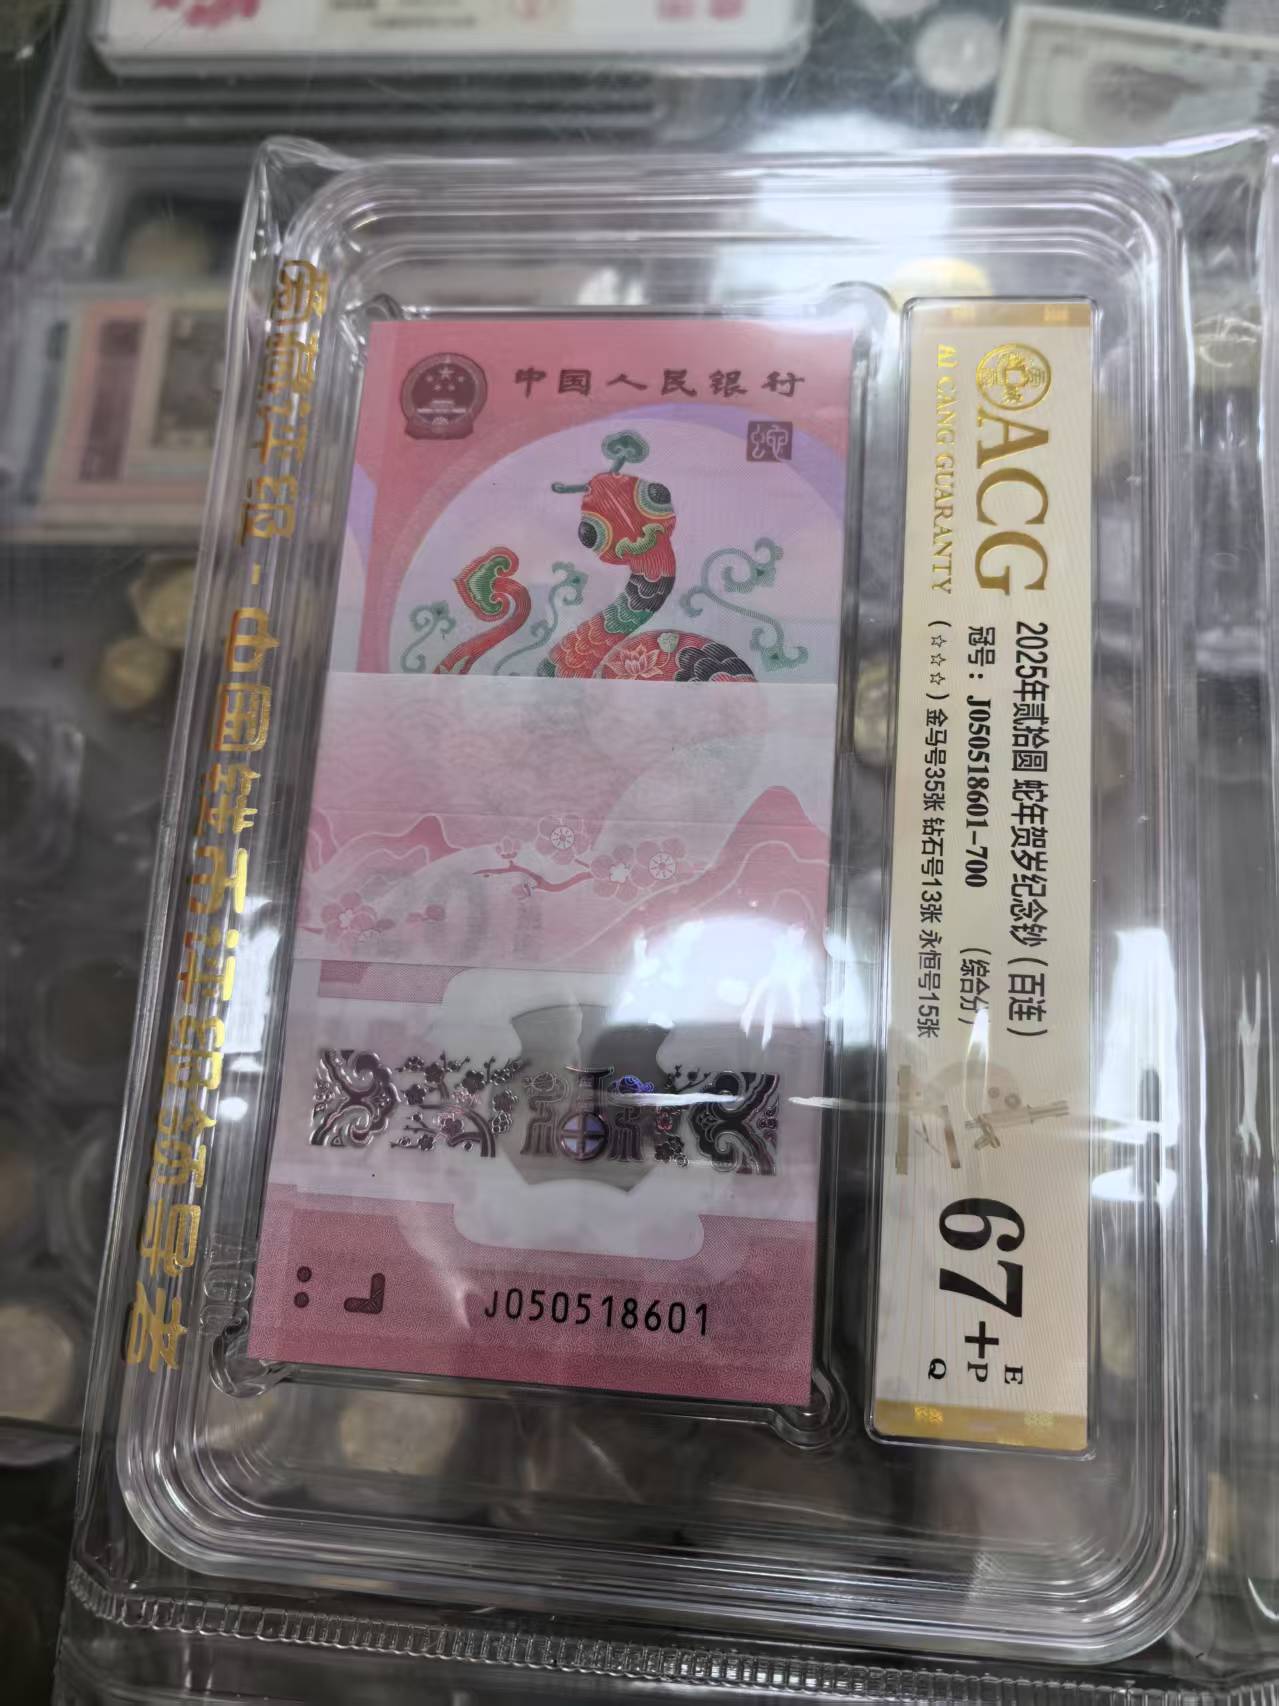 中国人民银行
J050518601
ACG
AI CANG GUARANTY
2025年贰拾圆 蛇年贺岁纪念钞(百连)
冠号:J050518601-700 (综合分)
(☆☆☆)金马号35张 钻石号13张 永恒号15张
67+
E
P
Q
爱藏评级-中国钱币评级领导者